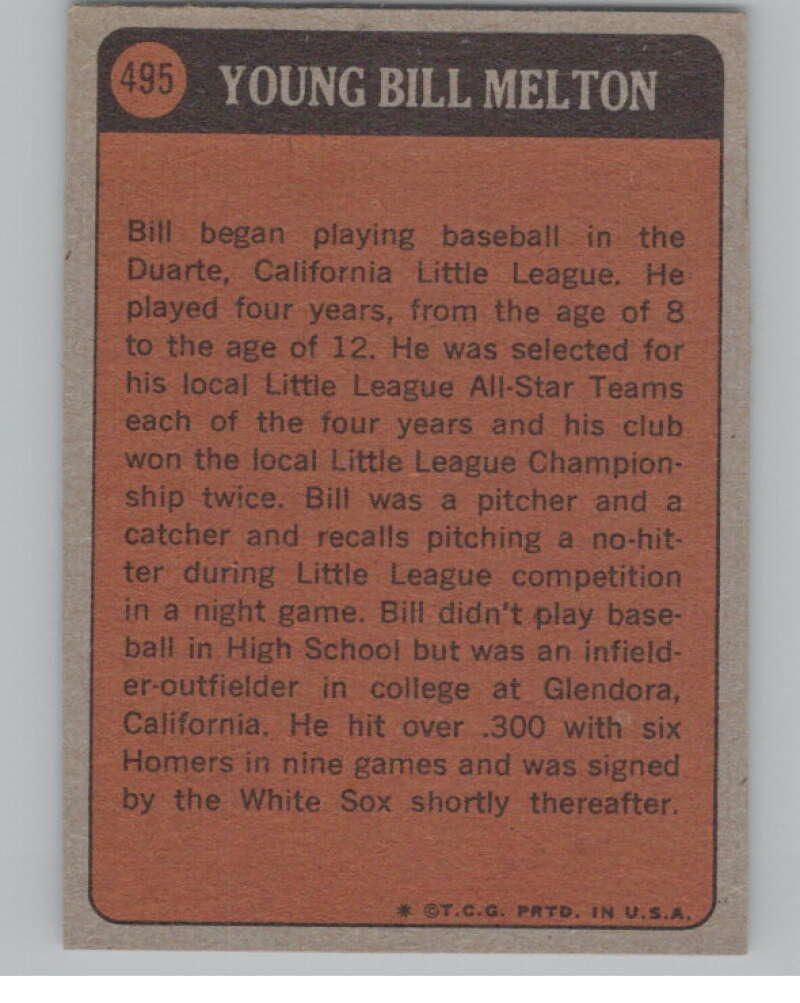 495 YOUNG BILL MELTON
Bill began playing baseball in the
Duarte, California Little League. He
played four years, from the age of 8
to the age of 12. He was selected for
his local Little League All-Star Teams
each of the four years and his club
won the local Little League Champion-
ship twice. Bill was a pitcher and a
catcher and recalls pitching a no-hit-
ter during Little League competition
in a night game. Bill didn't play base-
ball in High School but was an infield-
er-outfielder in college at Glendora,
California. He hit over .300 with six
Homers in nine games and was signed
by the White Sox shortly thereafter.
* ©T.C.G. PRTD. IN U.S.A.